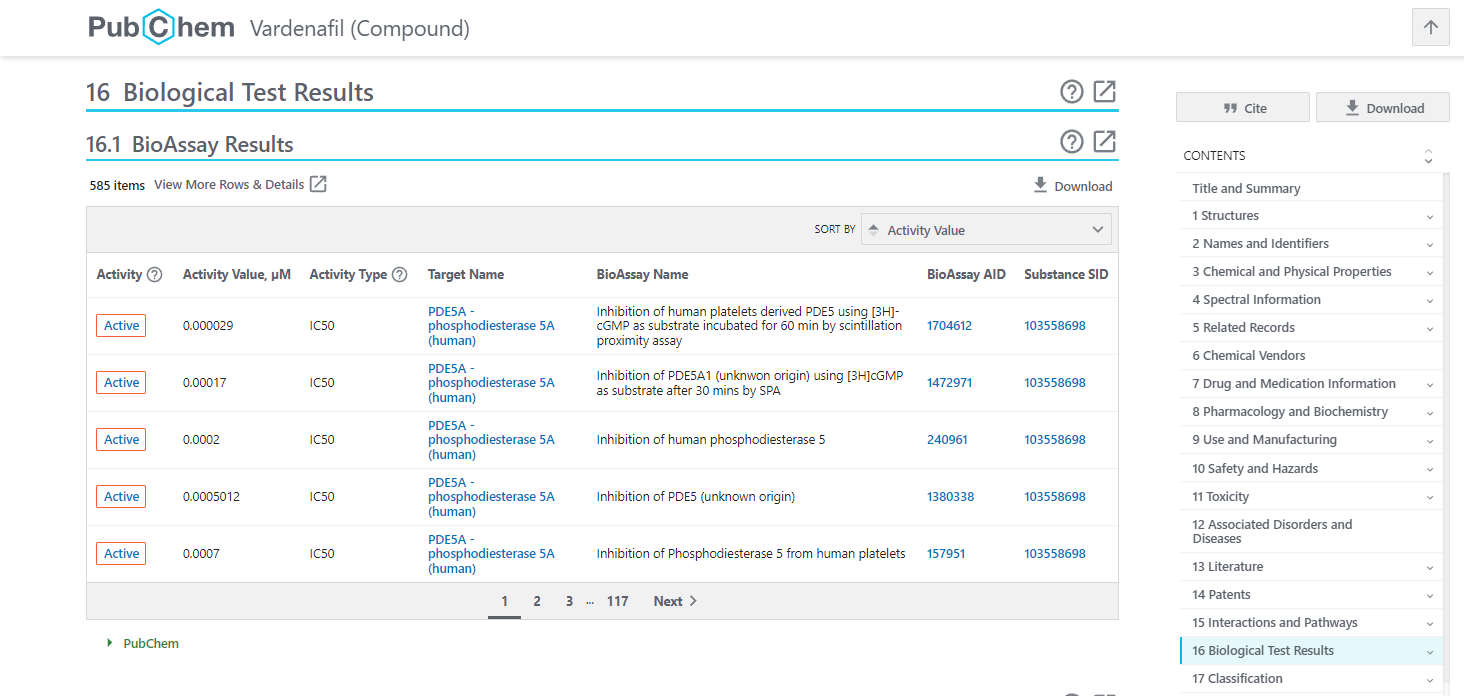 PubChem Vardenafil (Compound)
16 Biological Test Results
16.1 BioAssay Results
585 items View More Rows & Details
Download
SORT BY Activity Value
Activity Activity Value, µM Activity Type Target Name BioAssay Name BioAssay AID Substance SID
Active 0.000029 IC50
PDE5A -
phosphodiesterase 5A
(human)
Inhibition of human platelets derived PDE5 using [3H]-
cGMP as substrate incubated for 60 min by scintillation
proximity assay
1704612 103558698
Active 0.00017 IC50
PDE5A -
phosphodiesterase 5A
(human)
Inhibition of PDE5A1 (unknwon origin) using [3H]cGMP
as substrate after 30 mins by SPA
1472971 103558698
Active 0.0002 IC50
PDE5A -
phosphodiesterase 5A
(human)
Inhibition of human phosphodiesterase 5
240961 103558698
Active 0.0005012 IC50
PDE5A -
phosphodiesterase 5A
(human)
Inhibition of PDE5 (unknown origin)
1380338 103558698
Active 0.0007 IC50
PDE5A -
phosphodiesterase 5A
(human)
Inhibition of Phosphodiesterase 5 from human platelets
157951 103558698
1 2 3 ... 117 Next
PubChem
Cite
Download
CONTENTS
Title and Summary
1 Structures
2 Names and Identifiers
3 Chemical and Physical Properties
4 Spectral Information
5 Related Records
6 Chemical Vendors
7 Drug and Medication Information
8 Pharmacology and Biochemistry
9 Use and Manufacturing
10 Safety and Hazards
11 Toxicity
12 Associated Disorders and
Diseases
13 Literature
14 Patents
15 Interactions and Pathways
16 Biological Test Results
17 Classification